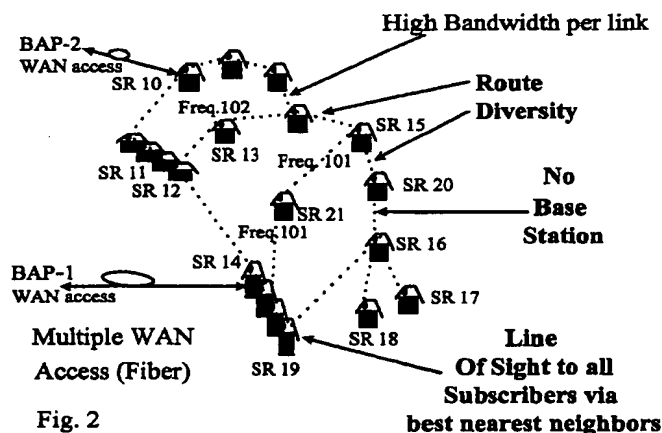 High Bandwidth per link
BAP-2
WAN access
SR 10
Route
Diversity
Freq.102
SR 15
SR 13
Freq. 101
SR 11
SR 12
SR 20
No
Base
Station
SR 21
Freq.101
SR 16
SR 14
BAP-1
WAN access
SR 17
SR 18
Multiple WAN
Access (Fiber)
SR 19
Line
Of Sight to all
Subscribers via
best nearest neighbors
Fig. 2